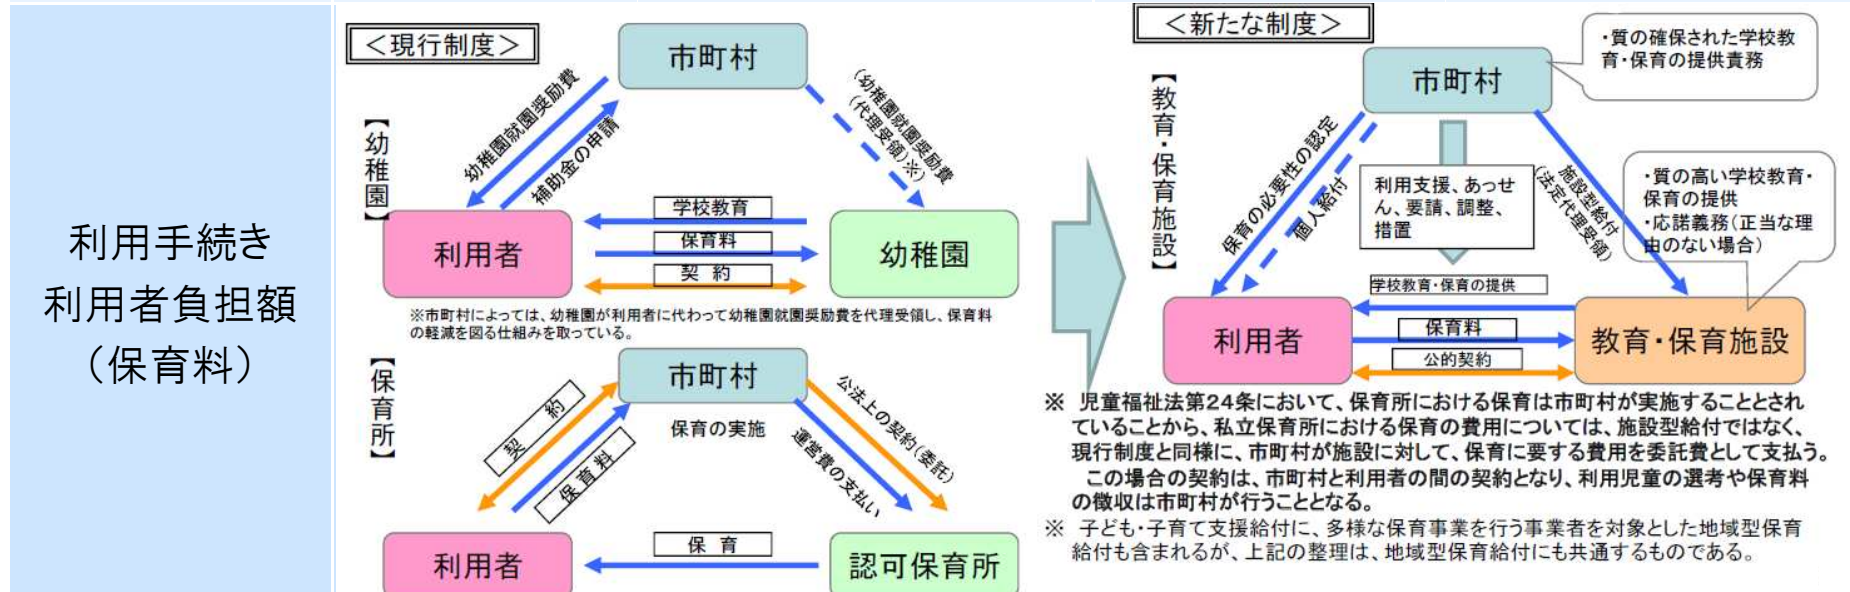 利用手続き
利用者負担額
（保育料）
＜現行制度＞
【幼稚園】
市町村
幼稚園就園奨励費
補助金の申請
（幼稚園就園奨励費
（代理受領）※）
利用者
学校教育
保育料
契 約
幼稚園
※市町村によっては、幼稚園が利用者に代わって幼稚園就園奨励費を代理受領し、保育料
の軽減を図る仕組みを取っている。
【保育所】
市町村
保育の実施
契 約
保育料
公法上の契約（委託）
運営費の支払い
利用者
保 育
認可保育所
＜新たな制度＞
【教育・保育施設】
市町村
・質の確保された学校教
育・保育の提供責務
保育の必要性の認定
個人給付
利用支援、あっせ
ん、要請、調整、
措置
施設型給付
（法定代理受領）
・質の高い学校教育・
保育の提供
・応諾義務（正当な理
由のない場合）
学校教育・保育の提供
利用者
保育料
公的契約
教育・保育施設
※ 児童福祉法第２４条において、保育所における保育は市町村が実施することとされ
ていることから、私立保育所における保育の費用については、施設型給付ではなく、
現行制度と同様に、市町村が施設に対して、保育に要する費用を委託費として支払う。
この場合の契約は、市町村と利用者の間の契約となり、利用児童の選考や保育料
の徴収は市町村が行うこととなる。
※ 子ども・子育て支援給付に、多様な保育事業を行う事業者を対象とした地域型保育
給付も含まれるが、上記の整理は、地域型保育給付にも共通するものである。